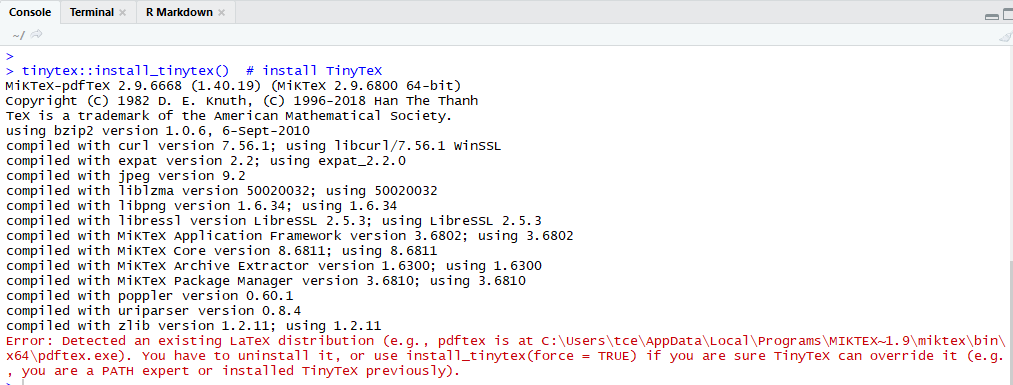 Console Terminal × R Markdown ×
~/
>
> tinytex::install_tinytex()  # install TinyTeX
MiKTeX-pdfTeX 2.9.6668 (1.40.19) (MiKTeX 2.9.6800 64-bit)
Copyright (C) 1982 D. E. Knuth, (C) 1996-2018 Han The Thanh
TeX is a trademark of the American Mathematical Society.
using bzip2 version 1.0.6, 6-Sept-2010
compiled with curl version 7.56.1; using libcurl/7.56.1 WinSSL
compiled with expat version 2.2; using expat_2.2.0
compiled with jpeg version 9.2
compiled with liblzma version 50020032; using 50020032
compiled with libpng version 1.6.34; using 1.6.34
compiled with libressl version LibreSSL 2.5.3; using LibreSSL 2.5.3
compiled with MiKTeX Application Framework version 3.6802; using 3.6802
compiled with MiKTeX Core version 8.6811; using 8.6811
compiled with MiKTeX Archive Extractor version 1.6300; using 1.6300
compiled with MiKTeX Package Manager version 3.6810; using 3.6810
compiled with poppler version 0.60.1
compiled with uriparser version 0.8.4
compiled with zlib version 1.2.11; using 1.2.11
Error: Detected an existing LaTeX distribution (e.g., pdftex is at C:\Users\tce\AppData\Local\Programs\MIKTEX~1.9\miktex\bin\
x64\pdftex.exe). You have to uninstall it, or use install_tinytex(force = TRUE) if you are sure TinyTeX can override it (e.g.
, you are a PATH expert or installed TinyTeX previously).
>